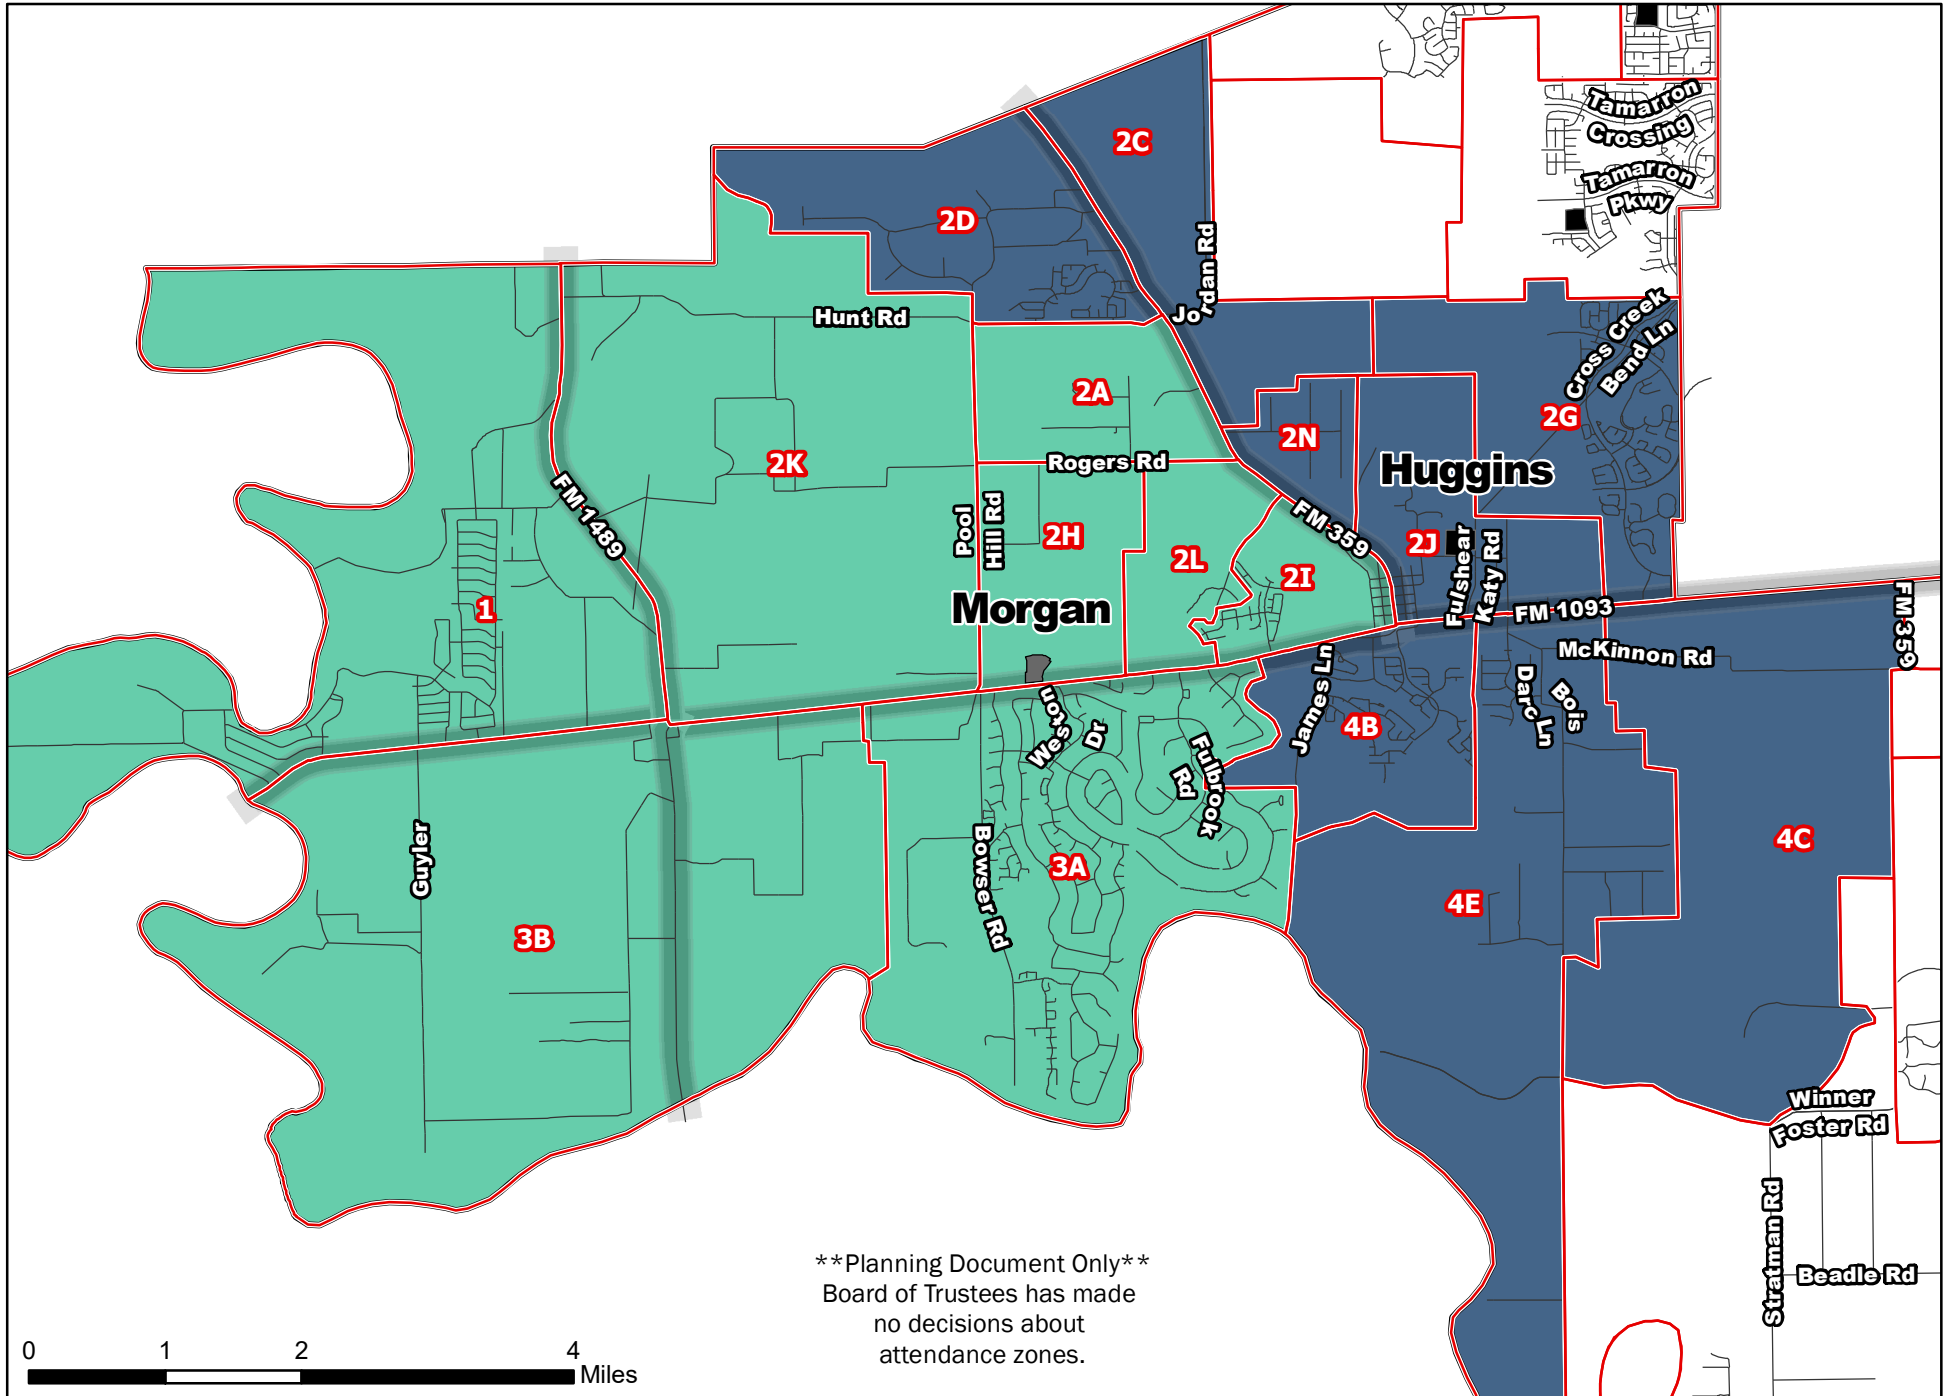 Tamarron
Crossing
Tamarron
Pkwy
2C
2D
Jordan Rd
Hunt Rd
Cross Creek
Bend Ln
2A
2G
2N
2K
Rogers Rd
Huggins
FM 1489
Pool
Hill Rd
2H
FM 359
2J
Fulshear
Katy Rd
2L
2I
1
Morgan
FM 1093
FM 359
McKinnon Rd
James Ln
Darc Ln
Bois
Weston
Dr
4B
Fulbrook
Rd
Guyler
Bowser Rd
3A
4C
4E
3B
Winner
Foster Rd
Stratman Rd
Beadle Rd
**Planning Document Only**
Board of Trustees has made
no decisions about
attendance zones.
0 1 2 4
Miles